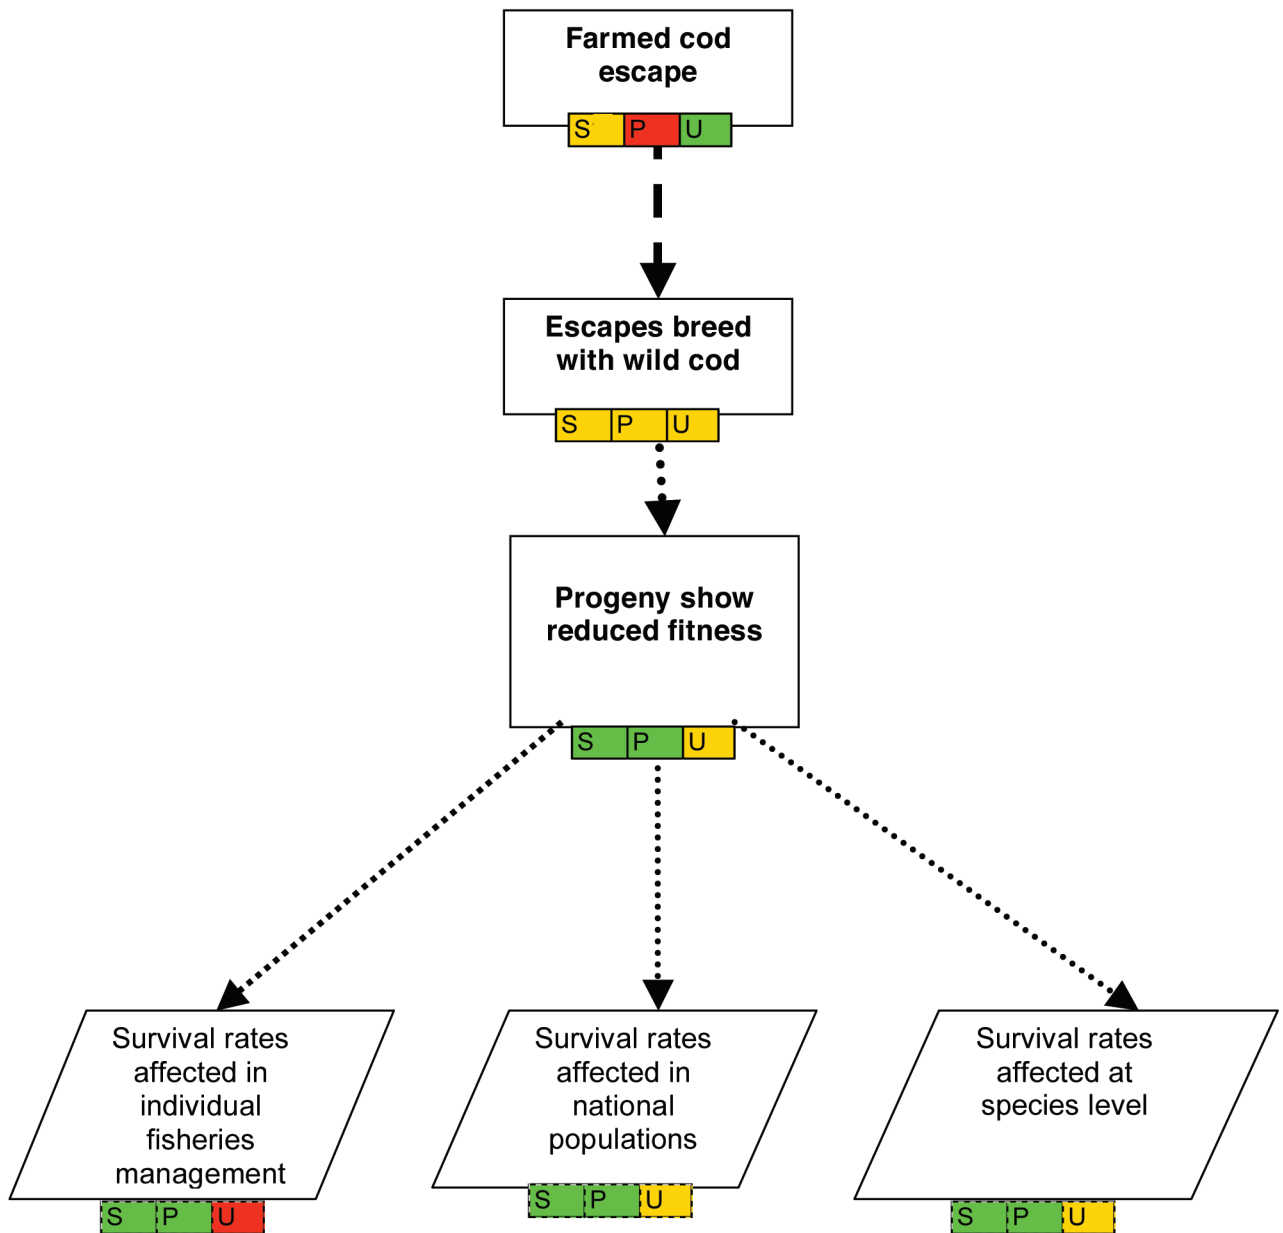 Farmed cod
escape
S P U
Escapes breed
with wild cod
S P U
Progeny show
reduced fitness
S P U
Survival rates
affected in
individual
fisheries
management
S P U
Survival rates
affected in
national
populations
S P U
Survival rates
affected at
species level
S P U